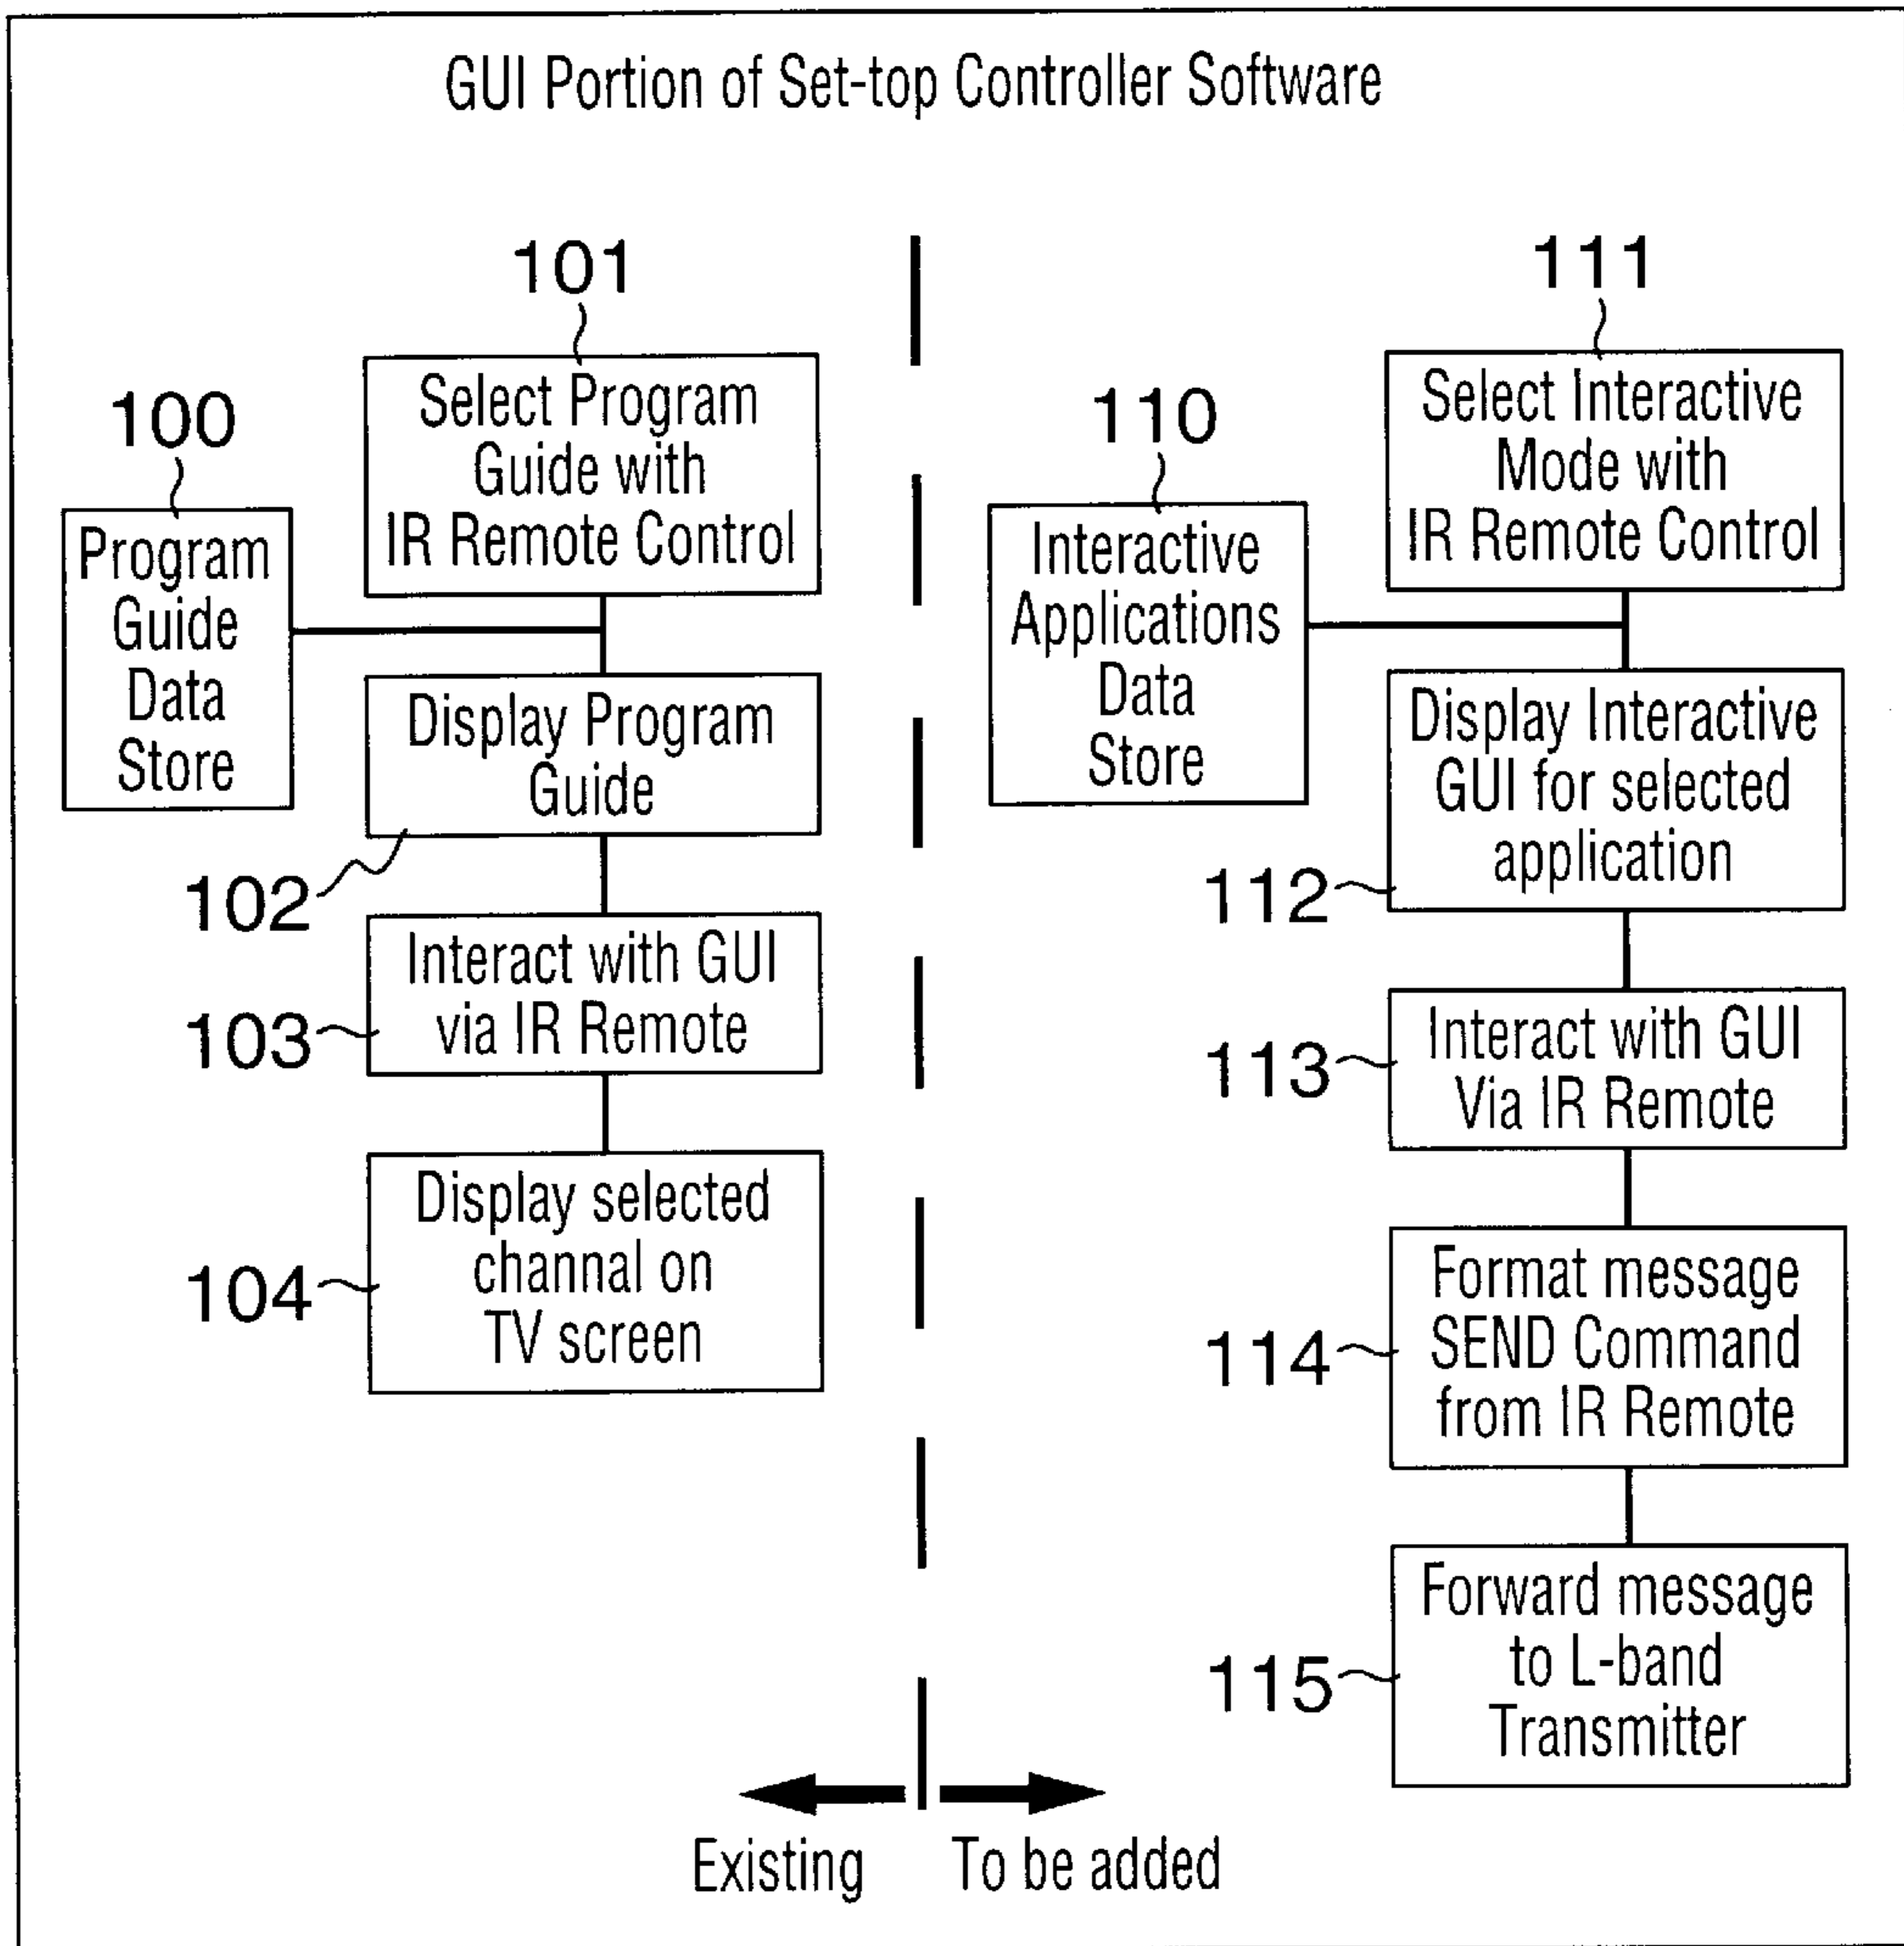 GUI Portion of Set-top Controller Software
101
Select Program
Guide with
IR Remote Control
100
Program
Guide
Data
Store
Display Program
Guide
102
Interact with GUI
via IR Remote
103
Display selected
channal on
TV screen
104
111
Select Interactive
Mode with
IR Remote Control
110
Interactive
Applications
Data
Store
Display Interactive
GUI for selected
application
112
Interact with GUI
Via IR Remote
113
Format message
SEND Command
from IR Remote
114
Forward message
to L-band
Transmitter
115
Existing
To be added